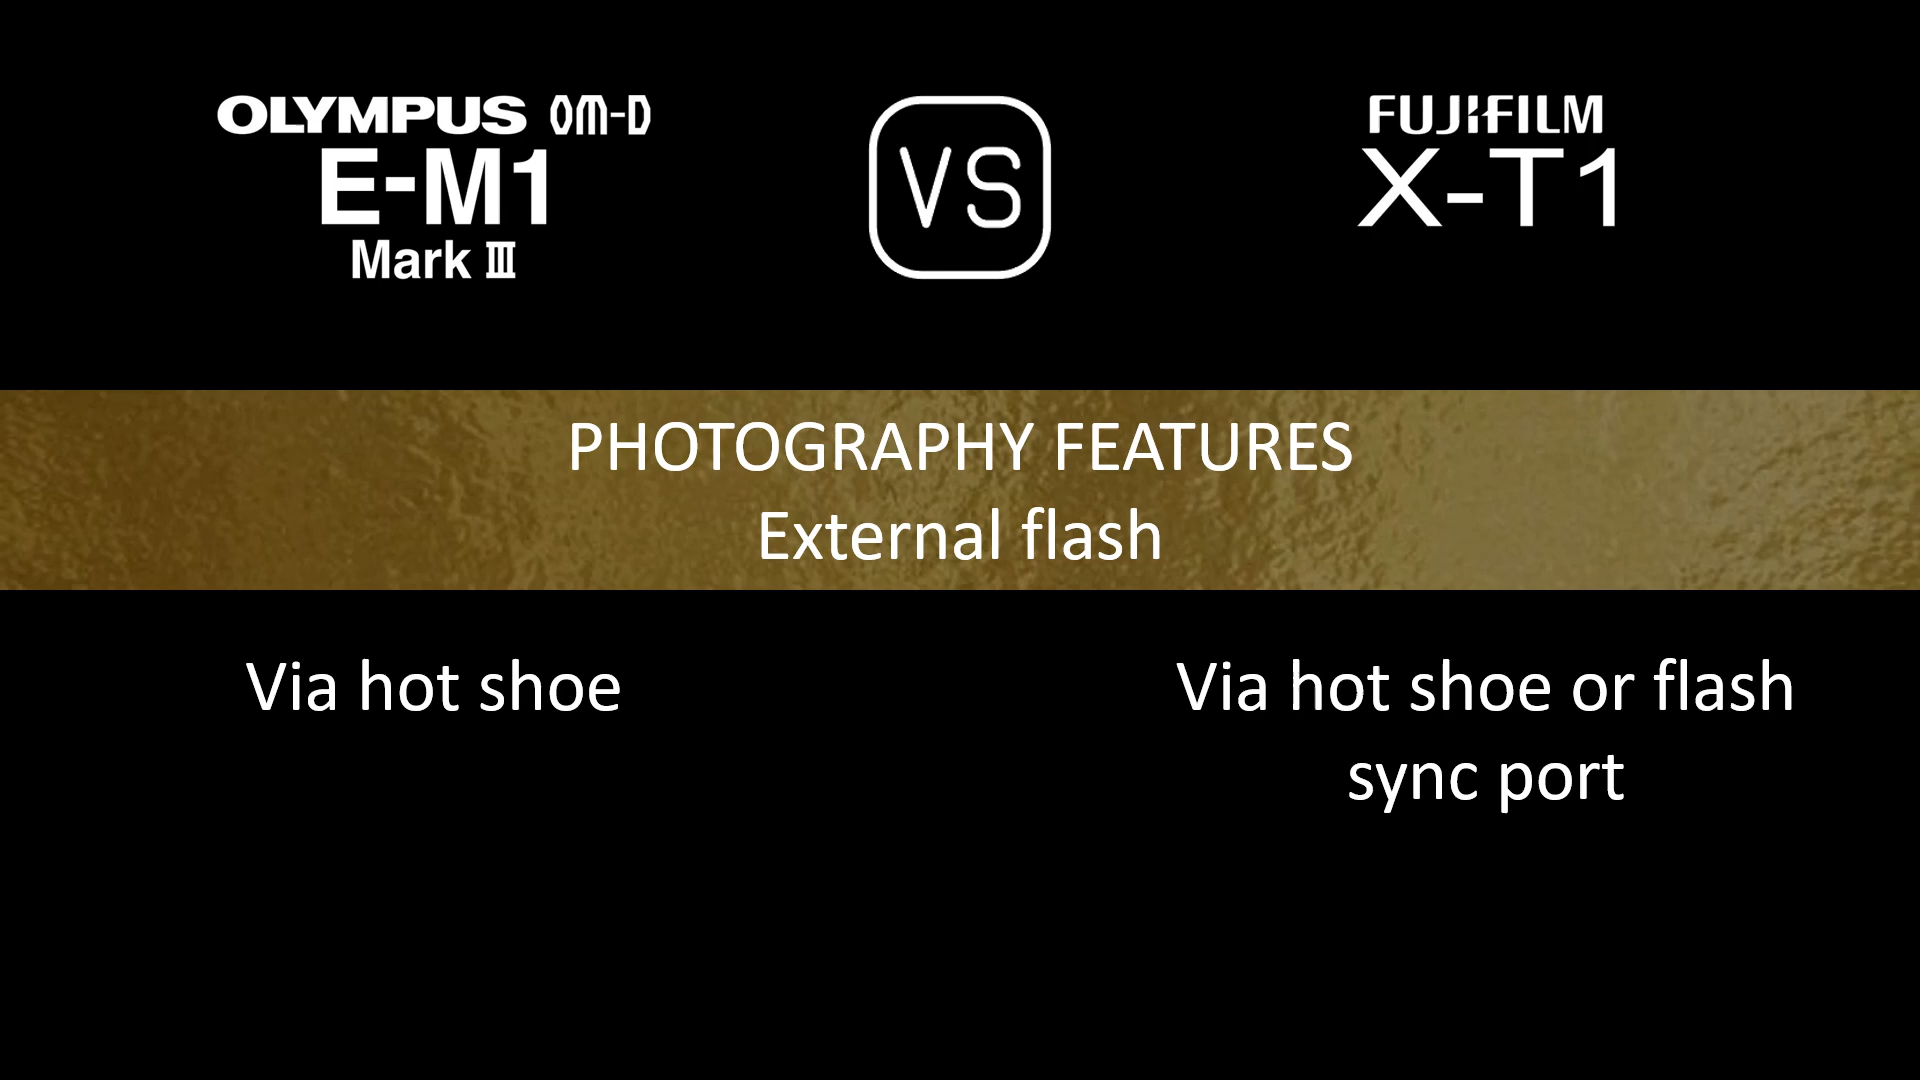 OLYMPUS OM-D
E-M1
Mark III
VS
FUJIFILM
X-T1
PHOTOGRAPHY FEATURES
External flash
Via hot shoe
Via hot shoe or flash
sync port